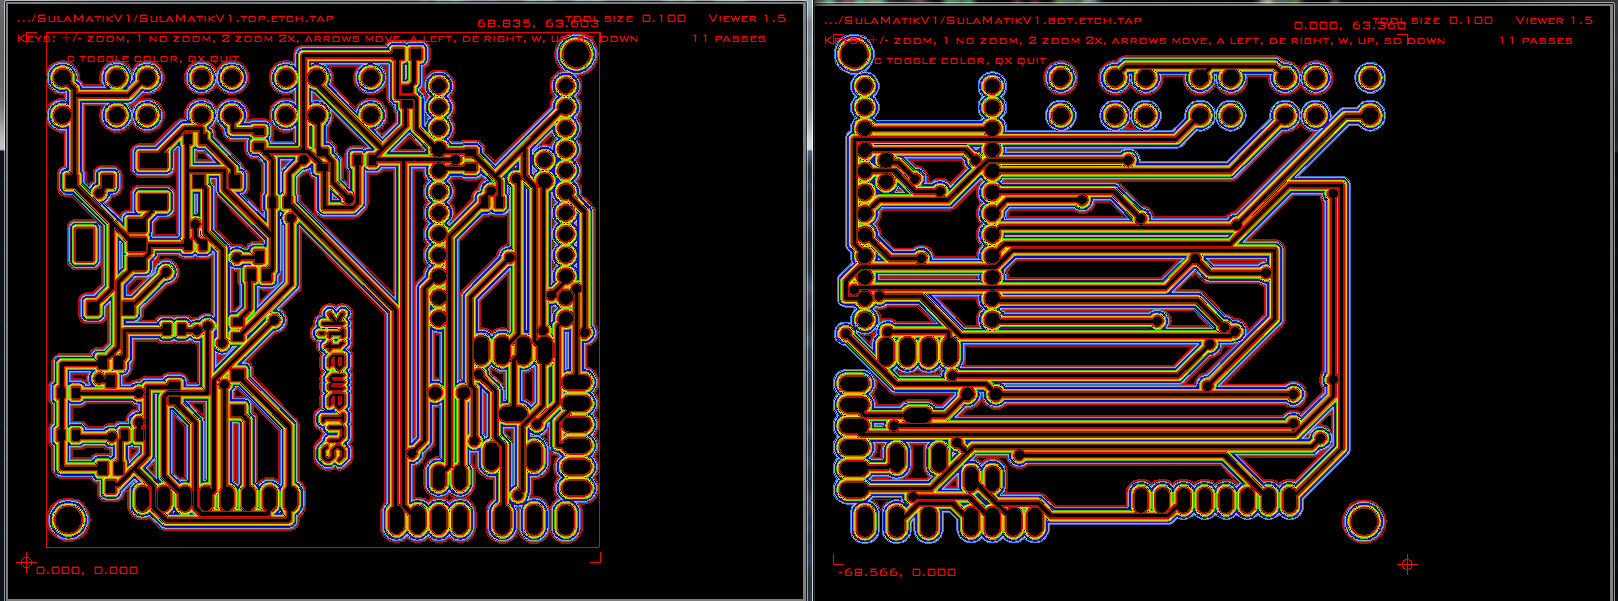 .../SulaMatikV1/SulaMatikV1.top.etch.tap
68.835, 63.603
tool size 0.100
Viewer 1.5
Keys: +/- zoom, 1 no zoom, 2 zoom 2x, arrows move, a left, de right, w, up, so down
11 passes
c toggle color, qx quit
Sulamatik
0.000, 0.000
.../SulaMatikV1/SulaMatikV1.bot.etch.tap
0.000, 63.360
tool size 0.100
Viewer 1.5
Keys: +/- zoom, 1 no zoom, 2 zoom 2x, arrows move, a left, de right, w, up, so down
11 passes
c toggle color, qx quit
-68.566, 0.000